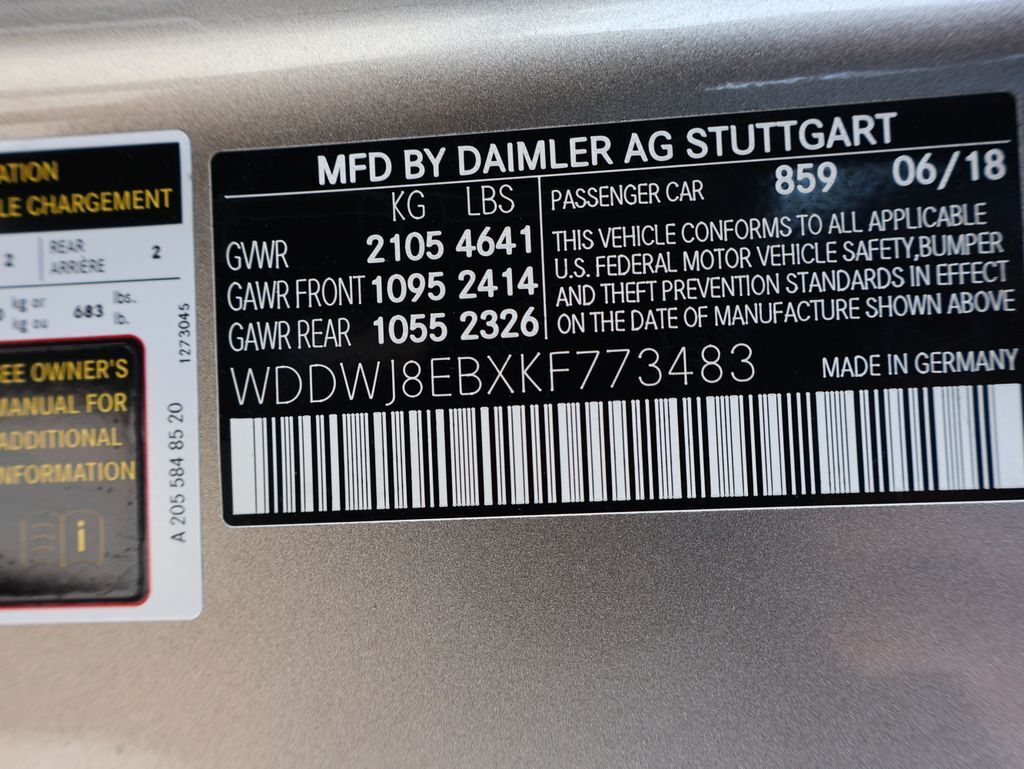 ATION
LE CHARGEMENT
2
REAR
ARRIÈRE
2
kg or
kg ou
683
lbs.
lb.
1273045
EE OWNER'S
MANUAL FOR
ADDITIONAL
NFORMATION
i
A 205 584 85 20
MFD BY DAIMLER AG STUTTGART
KG LBS
GVWR 2105 4641
GAWR FRONT 1095 2414
GAWR REAR 1055 2326
PASSENGER CAR 859 06/18
THIS VEHICLE CONFORMS TO ALL APPLICABLE
U.S. FEDERAL MOTOR VEHICLE SAFETY,BUMPER
AND THEFT PREVENTION STANDARDS IN EFFECT
ON THE DATE OF MANUFACTURE SHOWN ABOVE
WDDWJ8EBXKF773483
MADE IN GERMANY